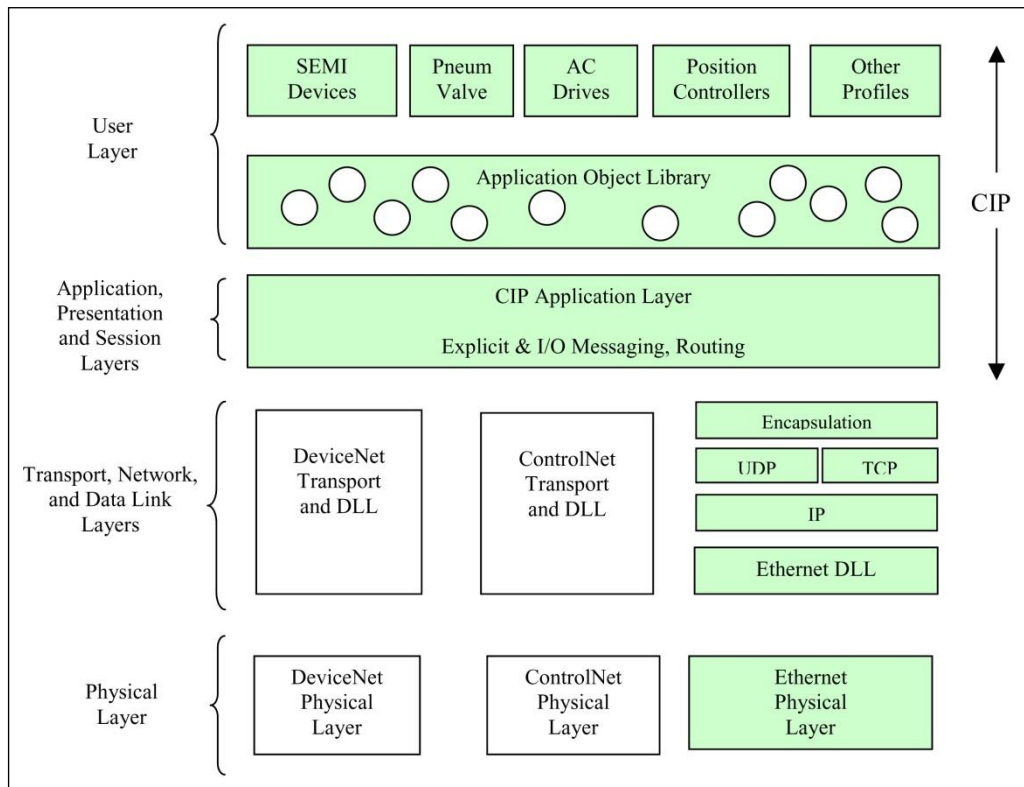 SEMI
Devices
Pneum
Valve
AC
Drives
Position
Controllers
Other
Profiles
User
Layer
Application Object Library
CIP
Application,
Presentation
and Session
Layers
CIP Application Layer
Explicit & I/O Messaging, Routing
Transport, Network,
and Data Link
Layers
DeviceNet
Transport
and DLL
ControlNet
Transport
and DLL
Encapsulation
UDP
TCP
IP
Ethernet DLL
Physical
Layer
DeviceNet
Physical
Layer
ControlNet
Physical
Layer
Ethernet
Physical
Layer